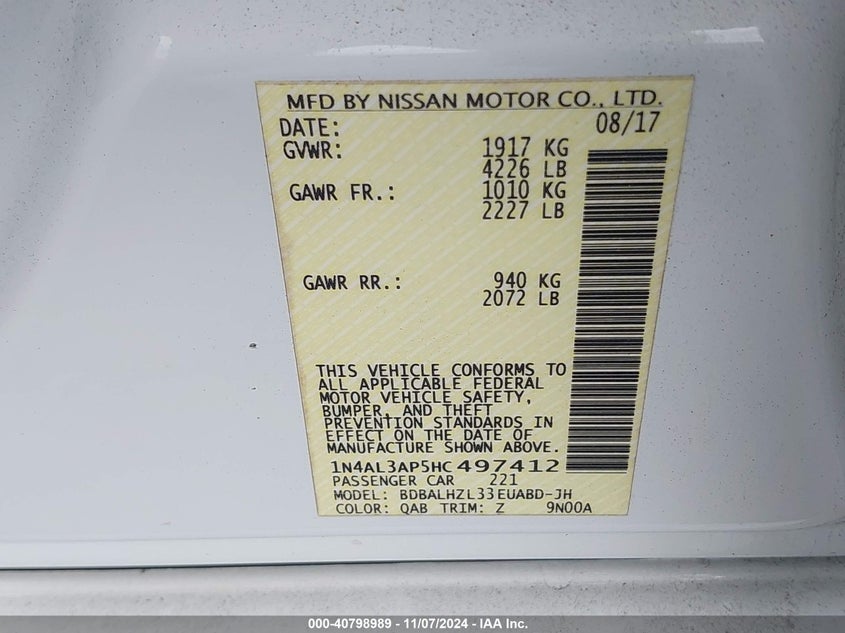 MFD BY NISSAN MOTOR CO., LTD.
DATE: 08/17
GVWR: 1917 KG
4226 LB
GAWR FR.: 1010 KG
2227 LB
GAWR RR.: 940 KG
2072 LB
THIS VEHICLE CONFORMS TO
ALL APPLICABLE FEDERAL
MOTOR VEHICLE SAFETY,
BUMPER, AND THEFT
PREVENTION STANDARDS IN
EFFECT ON THE DATE OF
MANUFACTURE SHOWN ABOVE.
1N4AL3AP5HC497412
PASSENGER CAR 221
MODEL: BDBALHZL33EUABD-JH
COLOR: QAB TRIM: Z 9N00A
000-40798989 — 11/07/2024 — IAA Inc.